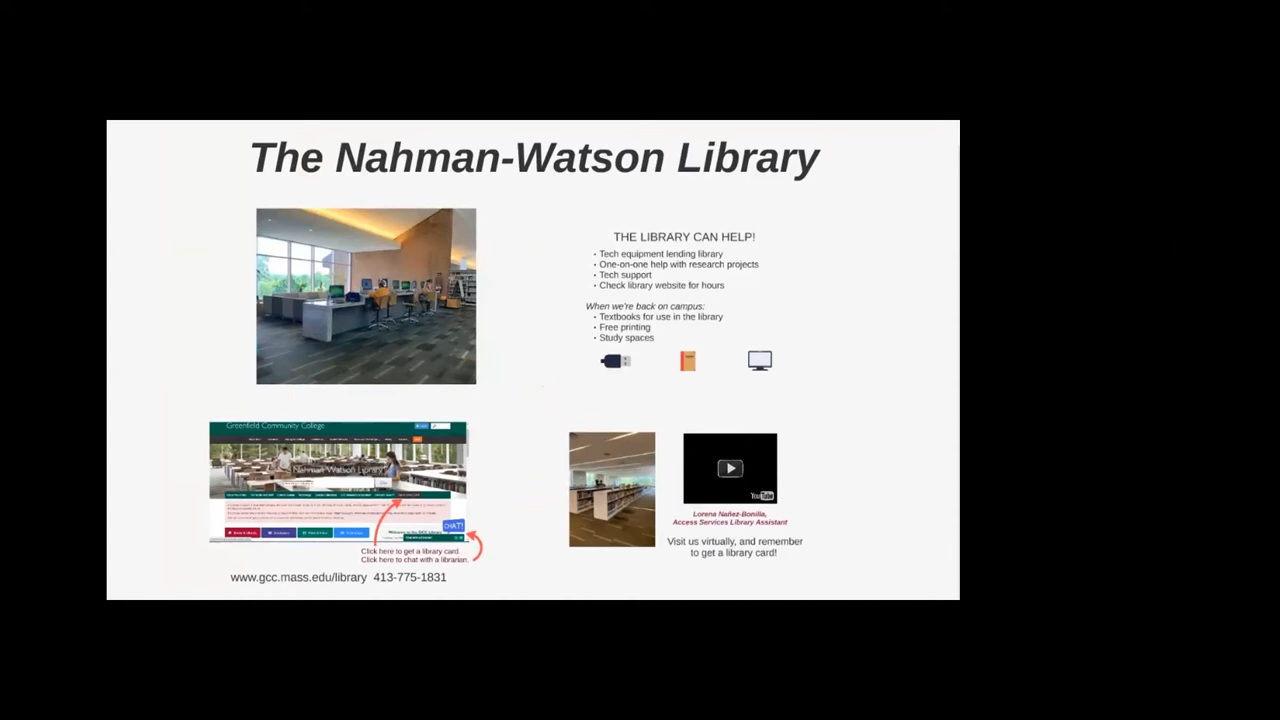 The Nahman-Watson Library
THE LIBRARY CAN HELP!
• Tech equipment lending library
• One-on-one help with research projects
• Tech support
• Check library website for hours
When we're back on campus:
• Textbooks for use in the library
• Free printing
• Study spaces
Greenfield Community College
Nahman-Watson Library
CHAT!
Click here to get a library card.
Click here to chat with a librarian.
www.gcc.mass.edu/library 413-775-1831
YouTube
Lorena Nañez-Bonilla,
Access Services Library Assistant
Visit us virtually, and remember
to get a library card!